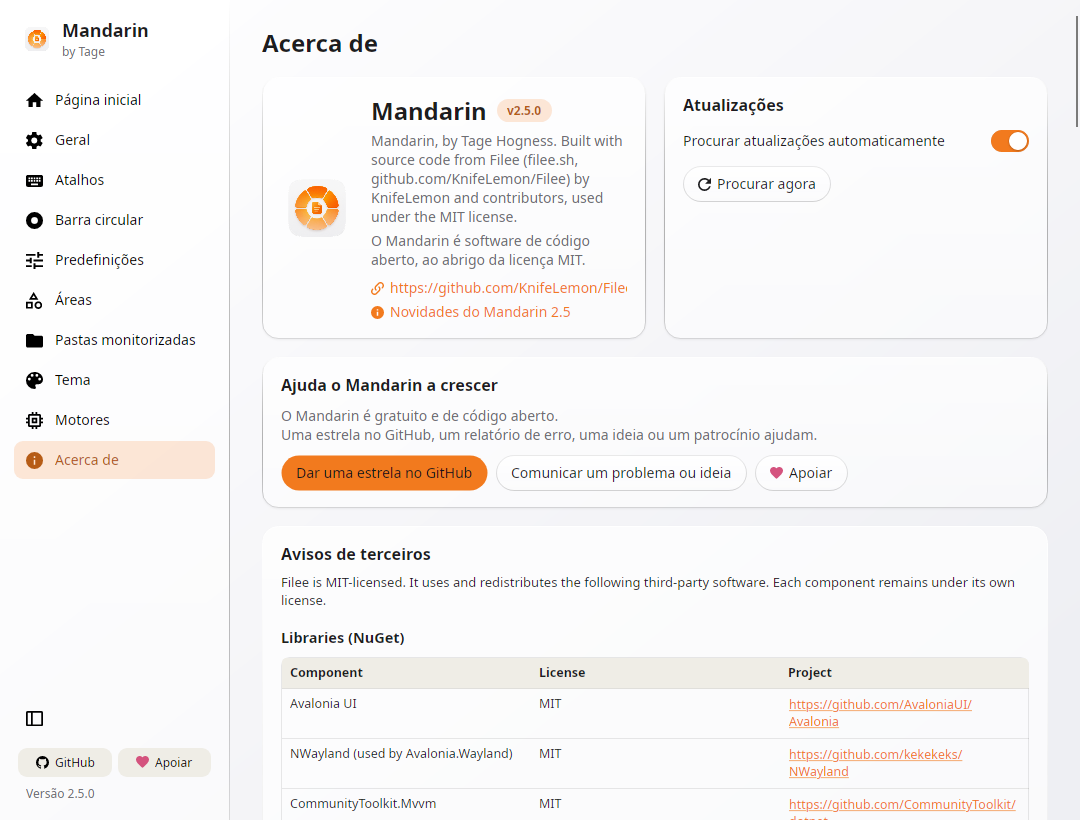 Mandarin
by Tage
Página inicial
Geral
Atalhos
Barra circular
Predefinições
Áreas
Pastas monitorizadas
Tema
Motores
Acerca de
GitHub
Apoiar
Versão 2.5.0
Acerca de
Mandarin v2.5.0
Mandarin, by Tage Hogness. Built with
source code from Filee (filee.sh,
github.com/KnifeLemon/Filee) by
KnifeLemon and contributors, used
under the MIT license.
O Mandarin é software de código
aberto, ao abrigo da licença MIT.
https://github.com/KnifeLemon/Filee
Novidades do Mandarin 2.5
Atualizações
Procurar atualizações automaticamente
Procurar agora
Ajuda o Mandarin a crescer
O Mandarin é gratuito e de código aberto.
Uma estrela no GitHub, um relatório de erro, uma ideia ou um patrocínio ajudam.
Dar uma estrela no GitHub
Comunicar um problema ou ideia
Apoiar
Avisos de terceiros
Filee is MIT-licensed. It uses and redistributes the following third-party software. Each component remains under its own
license.
Libraries (NuGet)
Component License Project
Avalonia UI MIT https://github.com/AvaloniaUI/
Avalonia
NWayland (used by Avalonia.Wayland) MIT https://github.com/kekekeks/
NWayland
CommunityToolkit.Mvvm MIT https://github.com/CommunityToolkit/